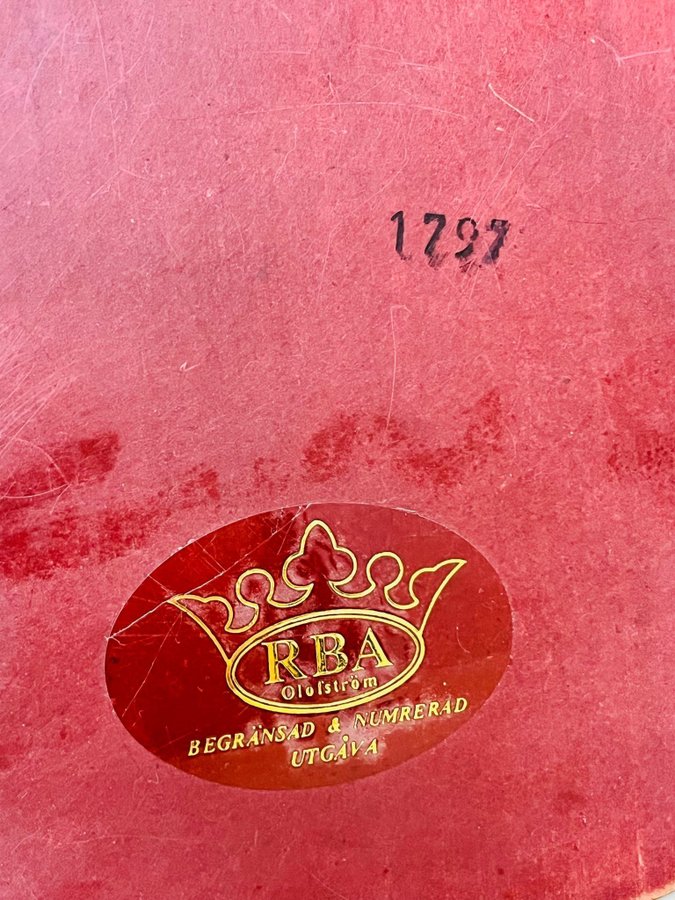 1797
RBA
Olofström
BEGRÄNSAD & NUMRERAD
UTGÅVA